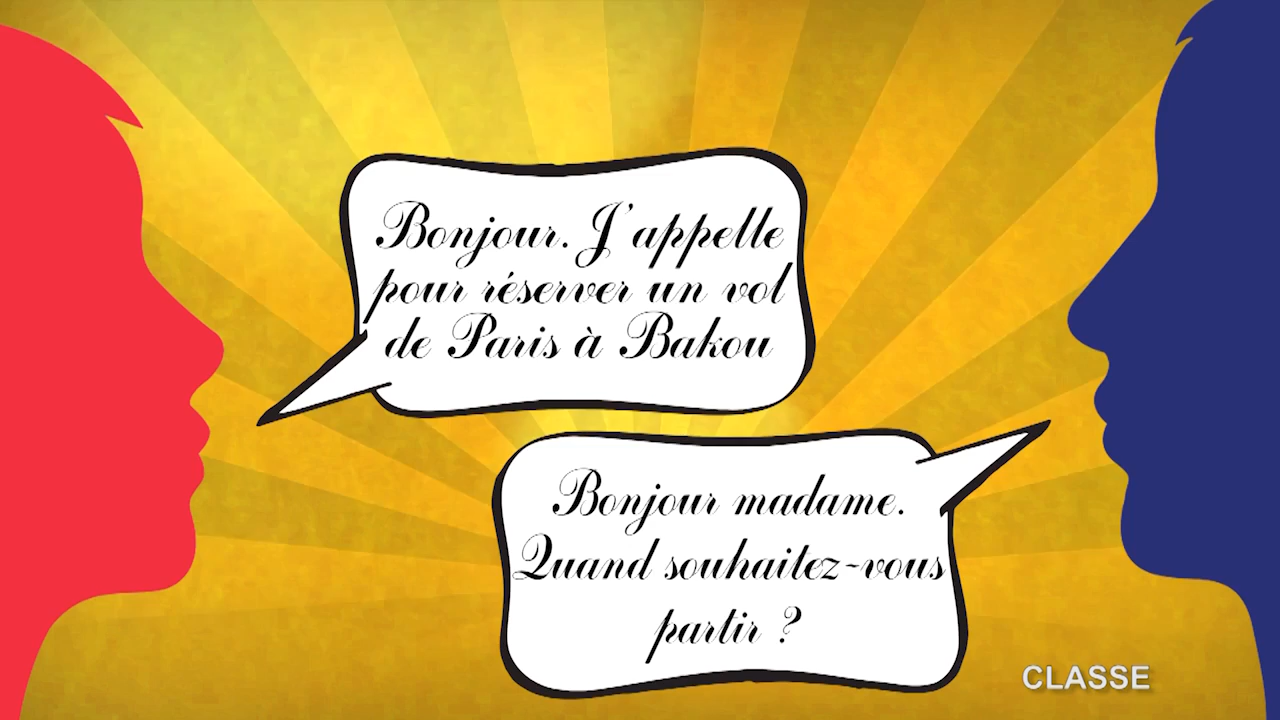 Bonjour. J'appelle
pour réserver un vol
de Paris à Bakou
Bonjour madame.
Quand souhaitez-vous
partir ?
CLASSE